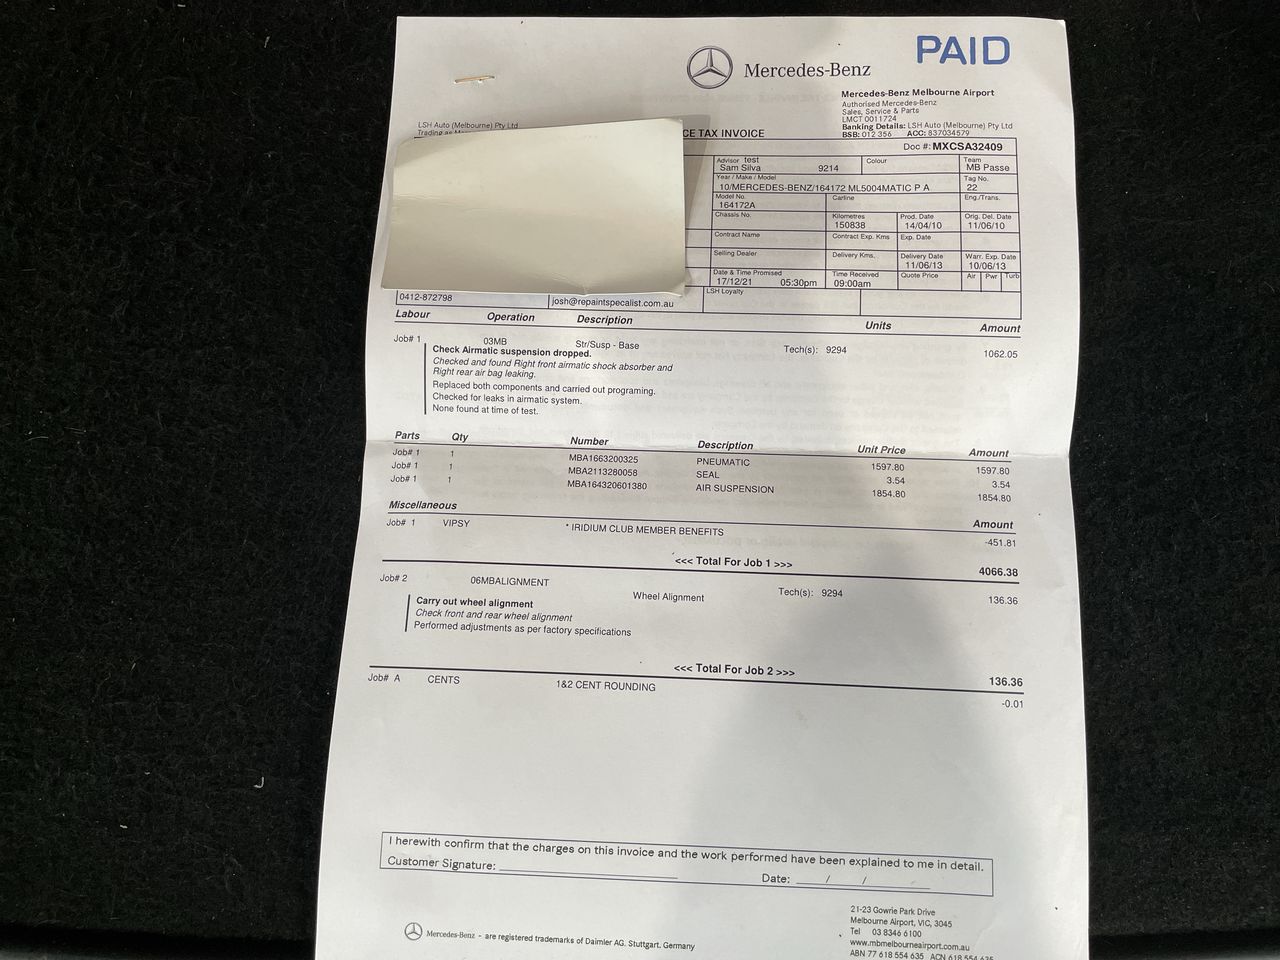 PAID
Mercedes-Benz
Mercedes-Benz Melbourne Airport
Authorised Mercedes-Benz
Sales, Service & Parts
LMCT 0011724
Banking Details: LSH Auto (Melbourne) Pty Ltd
BSB: 012 356 ACC: 837034579
LSH Auto (Melbourne) Pty Ltd
Trading as
CE TAX INVOICE
Doc #: MXCSA32409
Advisor test
Sam Silva 9214
Colour
Team
MB Passe
Year / Make / Model
10/MERCEDES-BENZ/164172 ML5004MATIC P A
Tag No.
22
Model No.
164172A
Carline
Eng./Trans.
Chassis No.
Kilometres
150838
Prod. Date
14/04/10
Orig. Del. Date
11/06/10
Contract Name
Contract Exp. Kms
Exp. Date
Selling Dealer
Delivery Kms.
Delivery Date
11/06/13
Warr. Exp. Date
10/06/13
Date & Time Promised
17/12/21 05:30pm
Time Received
09:00am
Quote Price
Air Pwr Turb
0412-872798
josh@repaintspecalist.com.au
LSH Loyalty
Labour Operation Description Units Amount
Job# 1 03MB Str/Susp - Base Tech(s): 9294 1062.05
Check Airmatic suspension dropped.
Checked and found Right front airmatic shock absorber and
Right rear air bag leaking.
Replaced both components and carried out programing.
Checked for leaks in airmatic system.
None found at time of test.
Parts Qty Number Description Unit Price Amount
Job# 1 1 MBA1663200325 PNEUMATIC 1597.80 1597.80
Job# 1 1 MBA2113280058 SEAL 3.54 3.54
Job# 1 1 MBA164320601380 AIR SUSPENSION 1854.80 1854.80
Miscellaneous Amount
Job# 1 VIPSY * IRIDIUM CLUB MEMBER BENEFITS -451.81
<<< Total For Job 1 >>> 4066.38
Job# 2 06MBALIGNMENT Wheel Alignment Tech(s): 9294 136.36
Carry out wheel alignment
Check front and rear wheel alignment
Performed adjustments as per factory specifications
<<< Total For Job 2 >>> 136.36
Job# A CENTS 1&2 CENT ROUNDING -0.01
I herewith confirm that the charges on this invoice and the work performed have been explained to me in detail.
Customer Signature: Date: / /
Mercedes-Benz - are registered trademarks of Daimler AG. Stuttgart. Germany
21-23 Gowrie Park Drive
Melbourne Airport, VIC, 3045
Tel 03 8346 6100
www.mbmelbourneairport.com.au
ABN 77 618 554 635 ACN 618 554 635